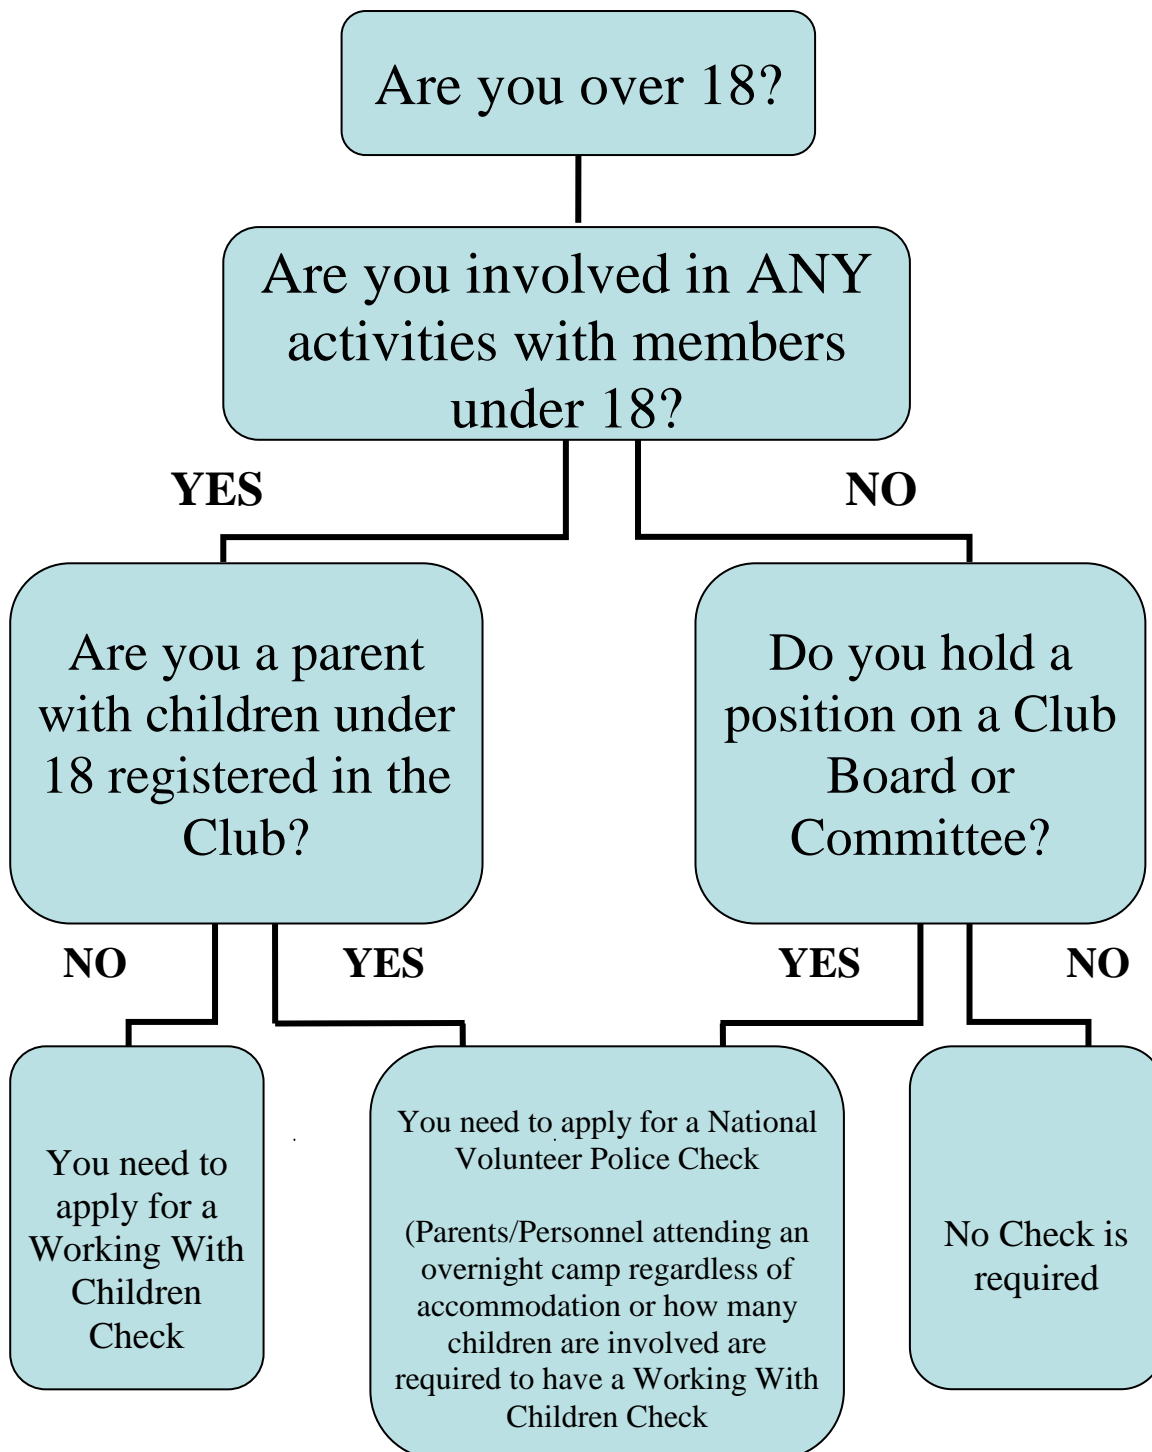 Are you over 18?
Are you involved in ANY
activities with members
under 18?
YES
NO
Are you a parent
with children under
18 registered in the
Club?
Do you hold a
position on a Club
Board or
Committee?
NO
YES
YES
NO
You need to
apply for a
Working With
Children
Check
You need to apply for a National
Volunteer Police Check
(Parents/Personnel attending an
overnight camp regardless of
accommodation or how many
children are involved are
required to have a Working With
Children Check
No Check is
required